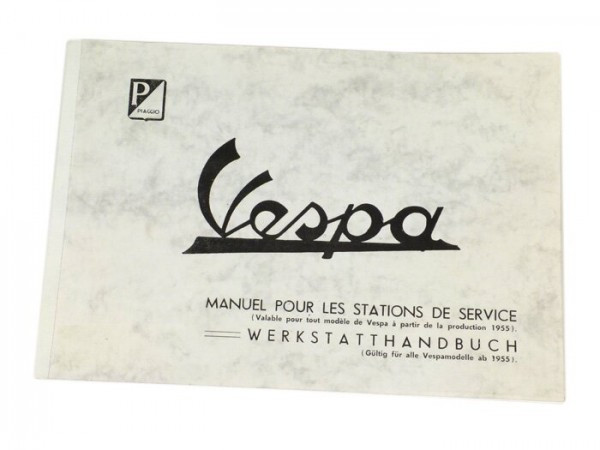 P
PIAGGIO
Vespa
MANUEL POUR LES STATIONS DE SERVICE
(Valable pour tout modèle de Vespa à partir de la production 1955).
WERKSTATTHANDBUCH
(Gültig für alle Vespamodelle ab 1955).